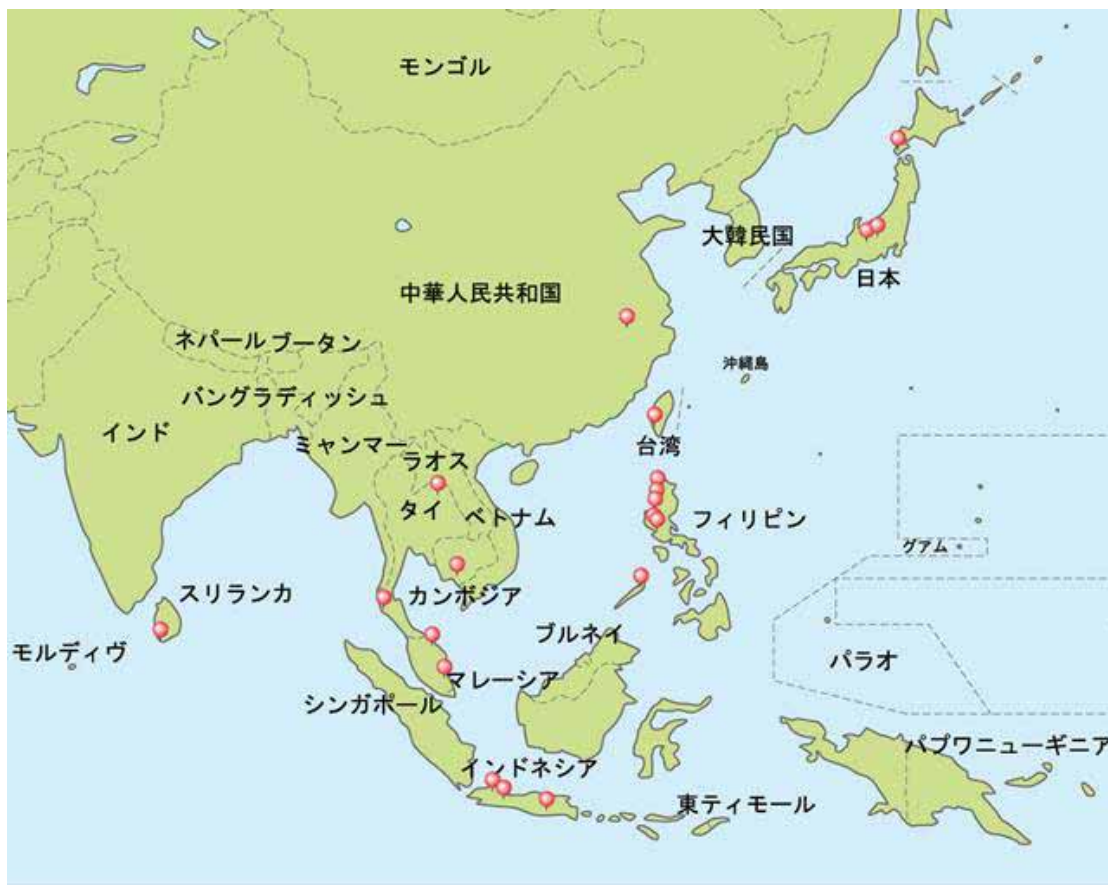 モンゴル
大韓民国
日本
中華人民共和国
ネパール
ブータン
沖縄島
バングラディッシュ
インド
ミャンマー
台湾
ラオス
タイ
ベトナム
フィリピン
グアム
スリランカ
カンボジア
ブルネイ
モルディヴ
パラオ
マレーシア
シンガポール
パプワニューギニア
インドネシア
東ティモール